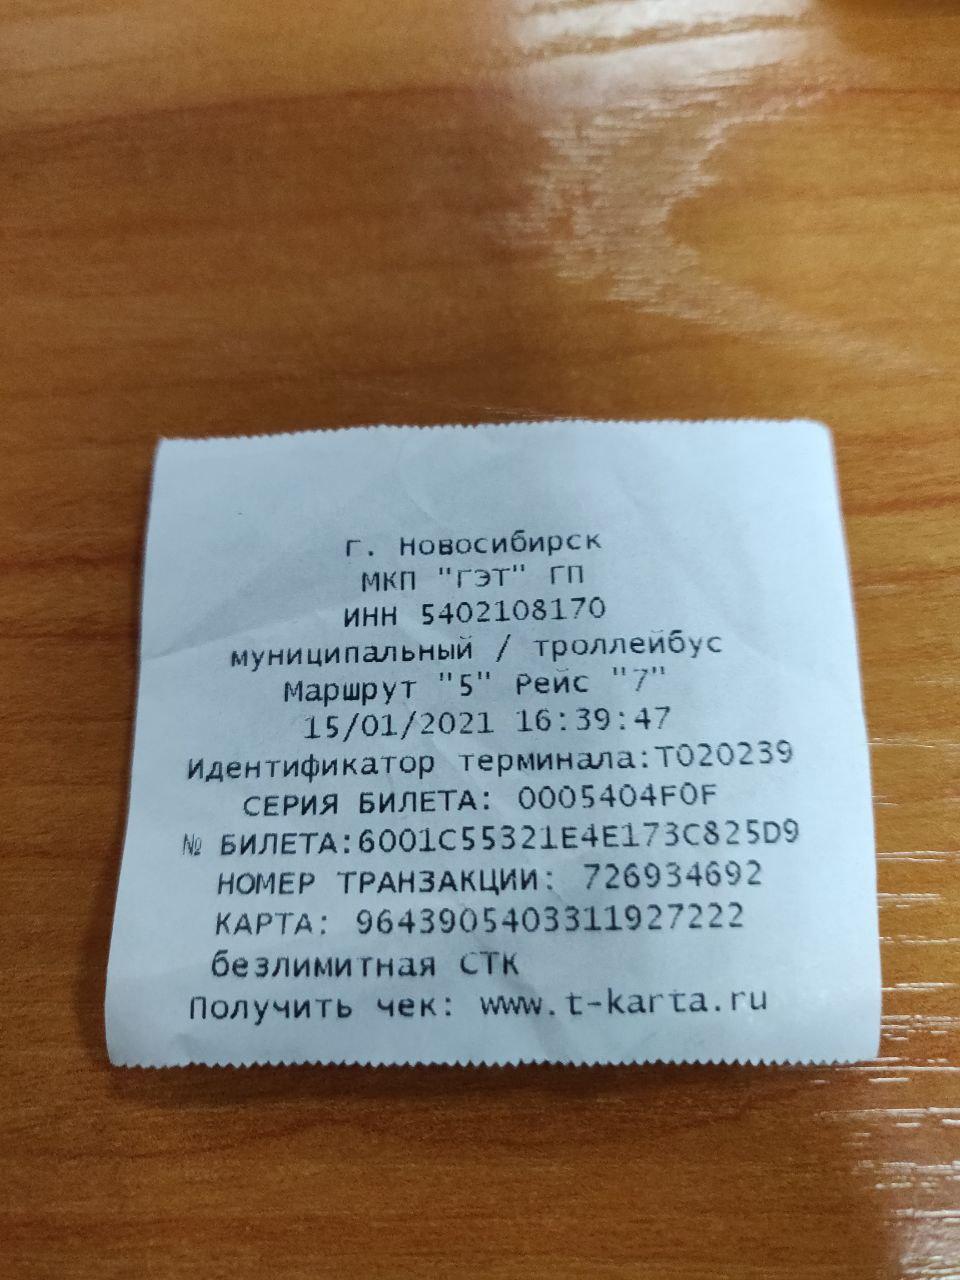 г. Новосибирск
МКП "ГЭТ" ГП
ИНН 5402108170
муниципальный / троллейбус
Маршрут "5" Рейс "7"
15/01/2021 16:39:47
Идентификатор терминала:T020239
СЕРИЯ БИЛЕТА: 0005404F0F
№ БИЛЕТА:6001C55321E4E173C825D9
НОМЕР ТРАНЗАКЦИИ: 726934692
КАРТА: 9643905403311927222
безлимитная СТК
Получить чек: www.t-karta.ru